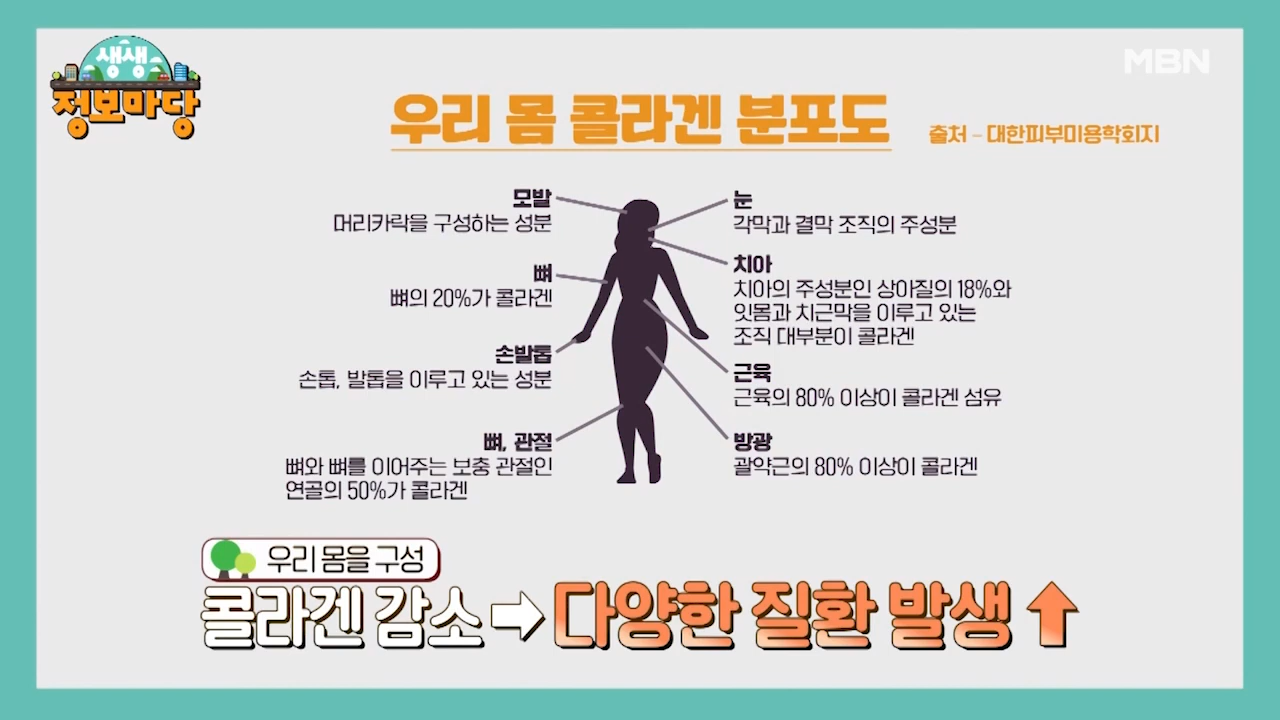 생생
정보마당
MBN
우리 몸 콜라겐 분포도
출처 - 대한피부미용학회지
모발
머리카락을 구성하는 성분
뼈
뼈의 20%가 콜라겐
손발톱
손톱, 발톱을 이루고 있는 성분
뼈, 관절
뼈와 뼈를 이어주는 보충 관절인
연골의 50%가 콜라겐
눈
각막과 결막 조직의 주성분
치아
치아의 주성분인 상아질의 18%와
잇몸과 치근막을 이루고 있는
조직 대부분이 콜라겐
근육
근육의 80% 이상이 콜라겐 섬유
방광
괄약근의 80% 이상이 콜라겐
우리 몸을 구성
콜라겐 감소 → 다양한 질환 발생 ↑